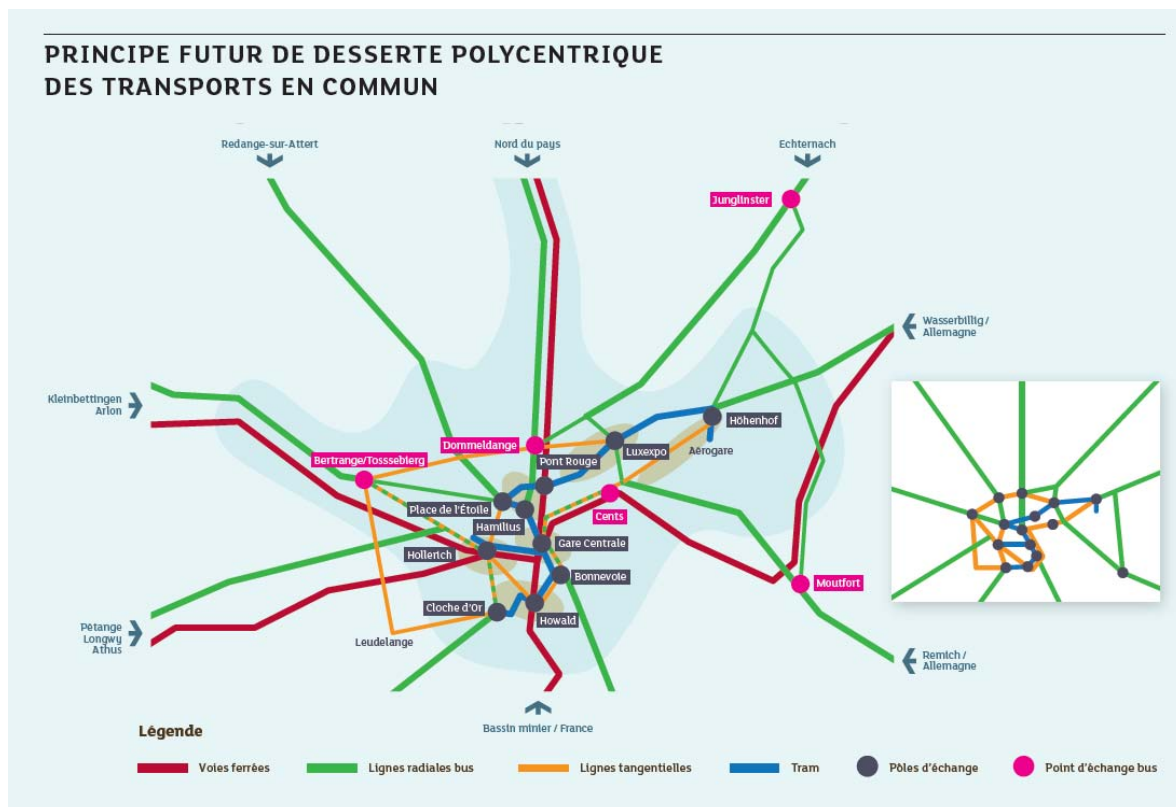 PRINCIPE FUTUR DE DESSERTE POLYCENTRIQUE
DES TRANSPORTS EN COMMUN
Redange-sur-Attert
Nord du pays
Echternach
Junglinster
Wasserbillig /
Allemagne
Kleinbettingen
Arlon
Höhenhof
Dommeldange
Luxexpo
Aérogare
Bertrange/Tosssebierg
Pont Rouge
Place de l'Étoile
Cents
Hamilius
Gare Centrale
Hollerich
Bonnevoie
Moutfort
Cloche d'Or
Howald
Pétange
Longwy
Athus
Leudelange
Remich /
Allemagne
Bassin minier / France
Légende
Voies ferrées
Lignes radiales bus
Lignes tangentielles
Tram
Pôles d'échange
Point d'échange bus